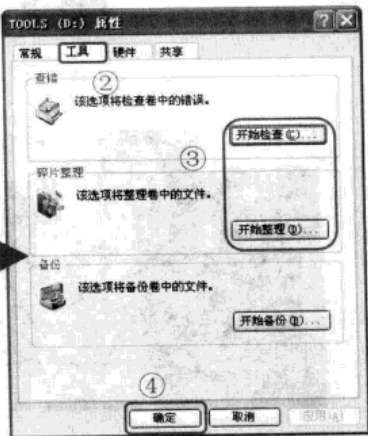 TOOLS (D:) 属性
常规 工具 硬件 共享
查错
②
该选项将检查卷中的错误。
开始检查(C)...
③
碎片整理
该选项将整理卷中的文件。
开始整理(D)...
备份
该选项将备份卷中的文件。
开始备份(B)...
④
确定 取消 应用(A)